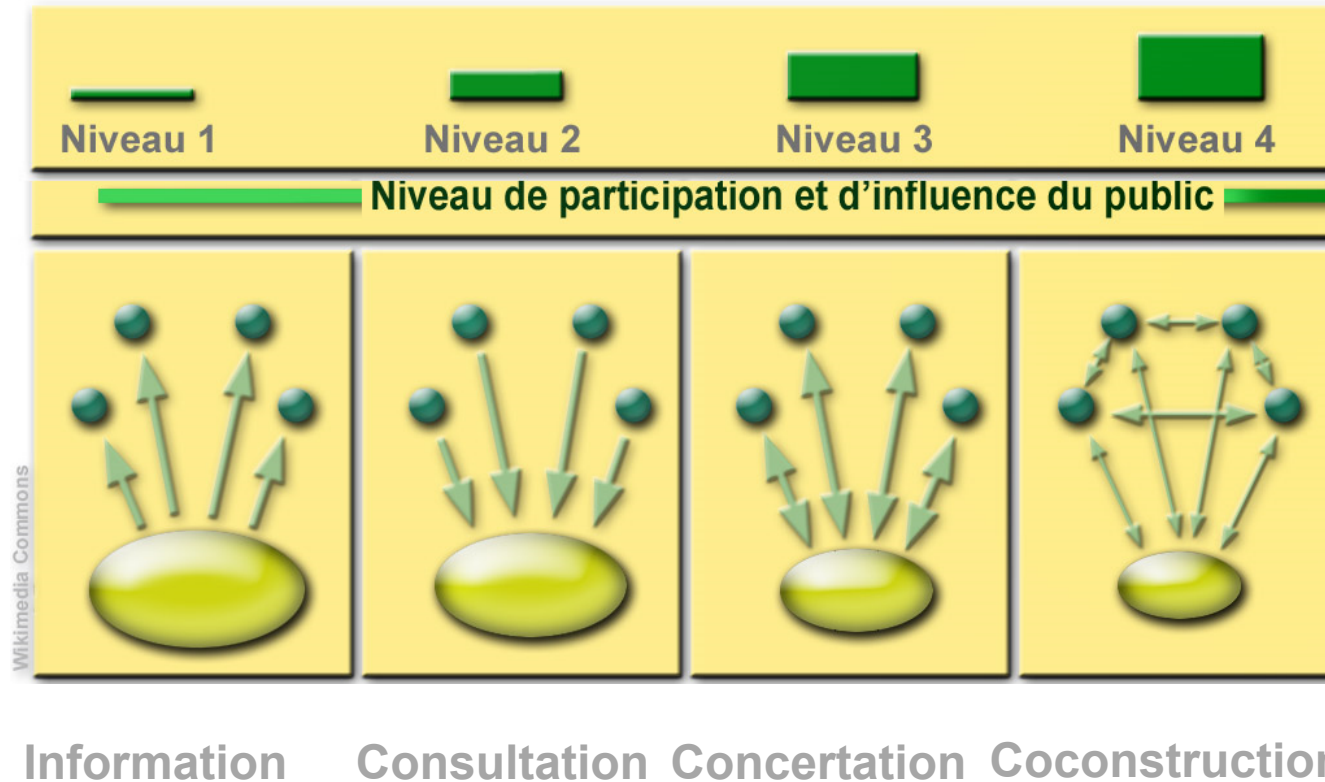 Niveau 1 Niveau 2 Niveau 3 Niveau 4
Niveau de participation et d’influence du public
Wikimedia Commons
Information Consultation Concertation Coconstruction